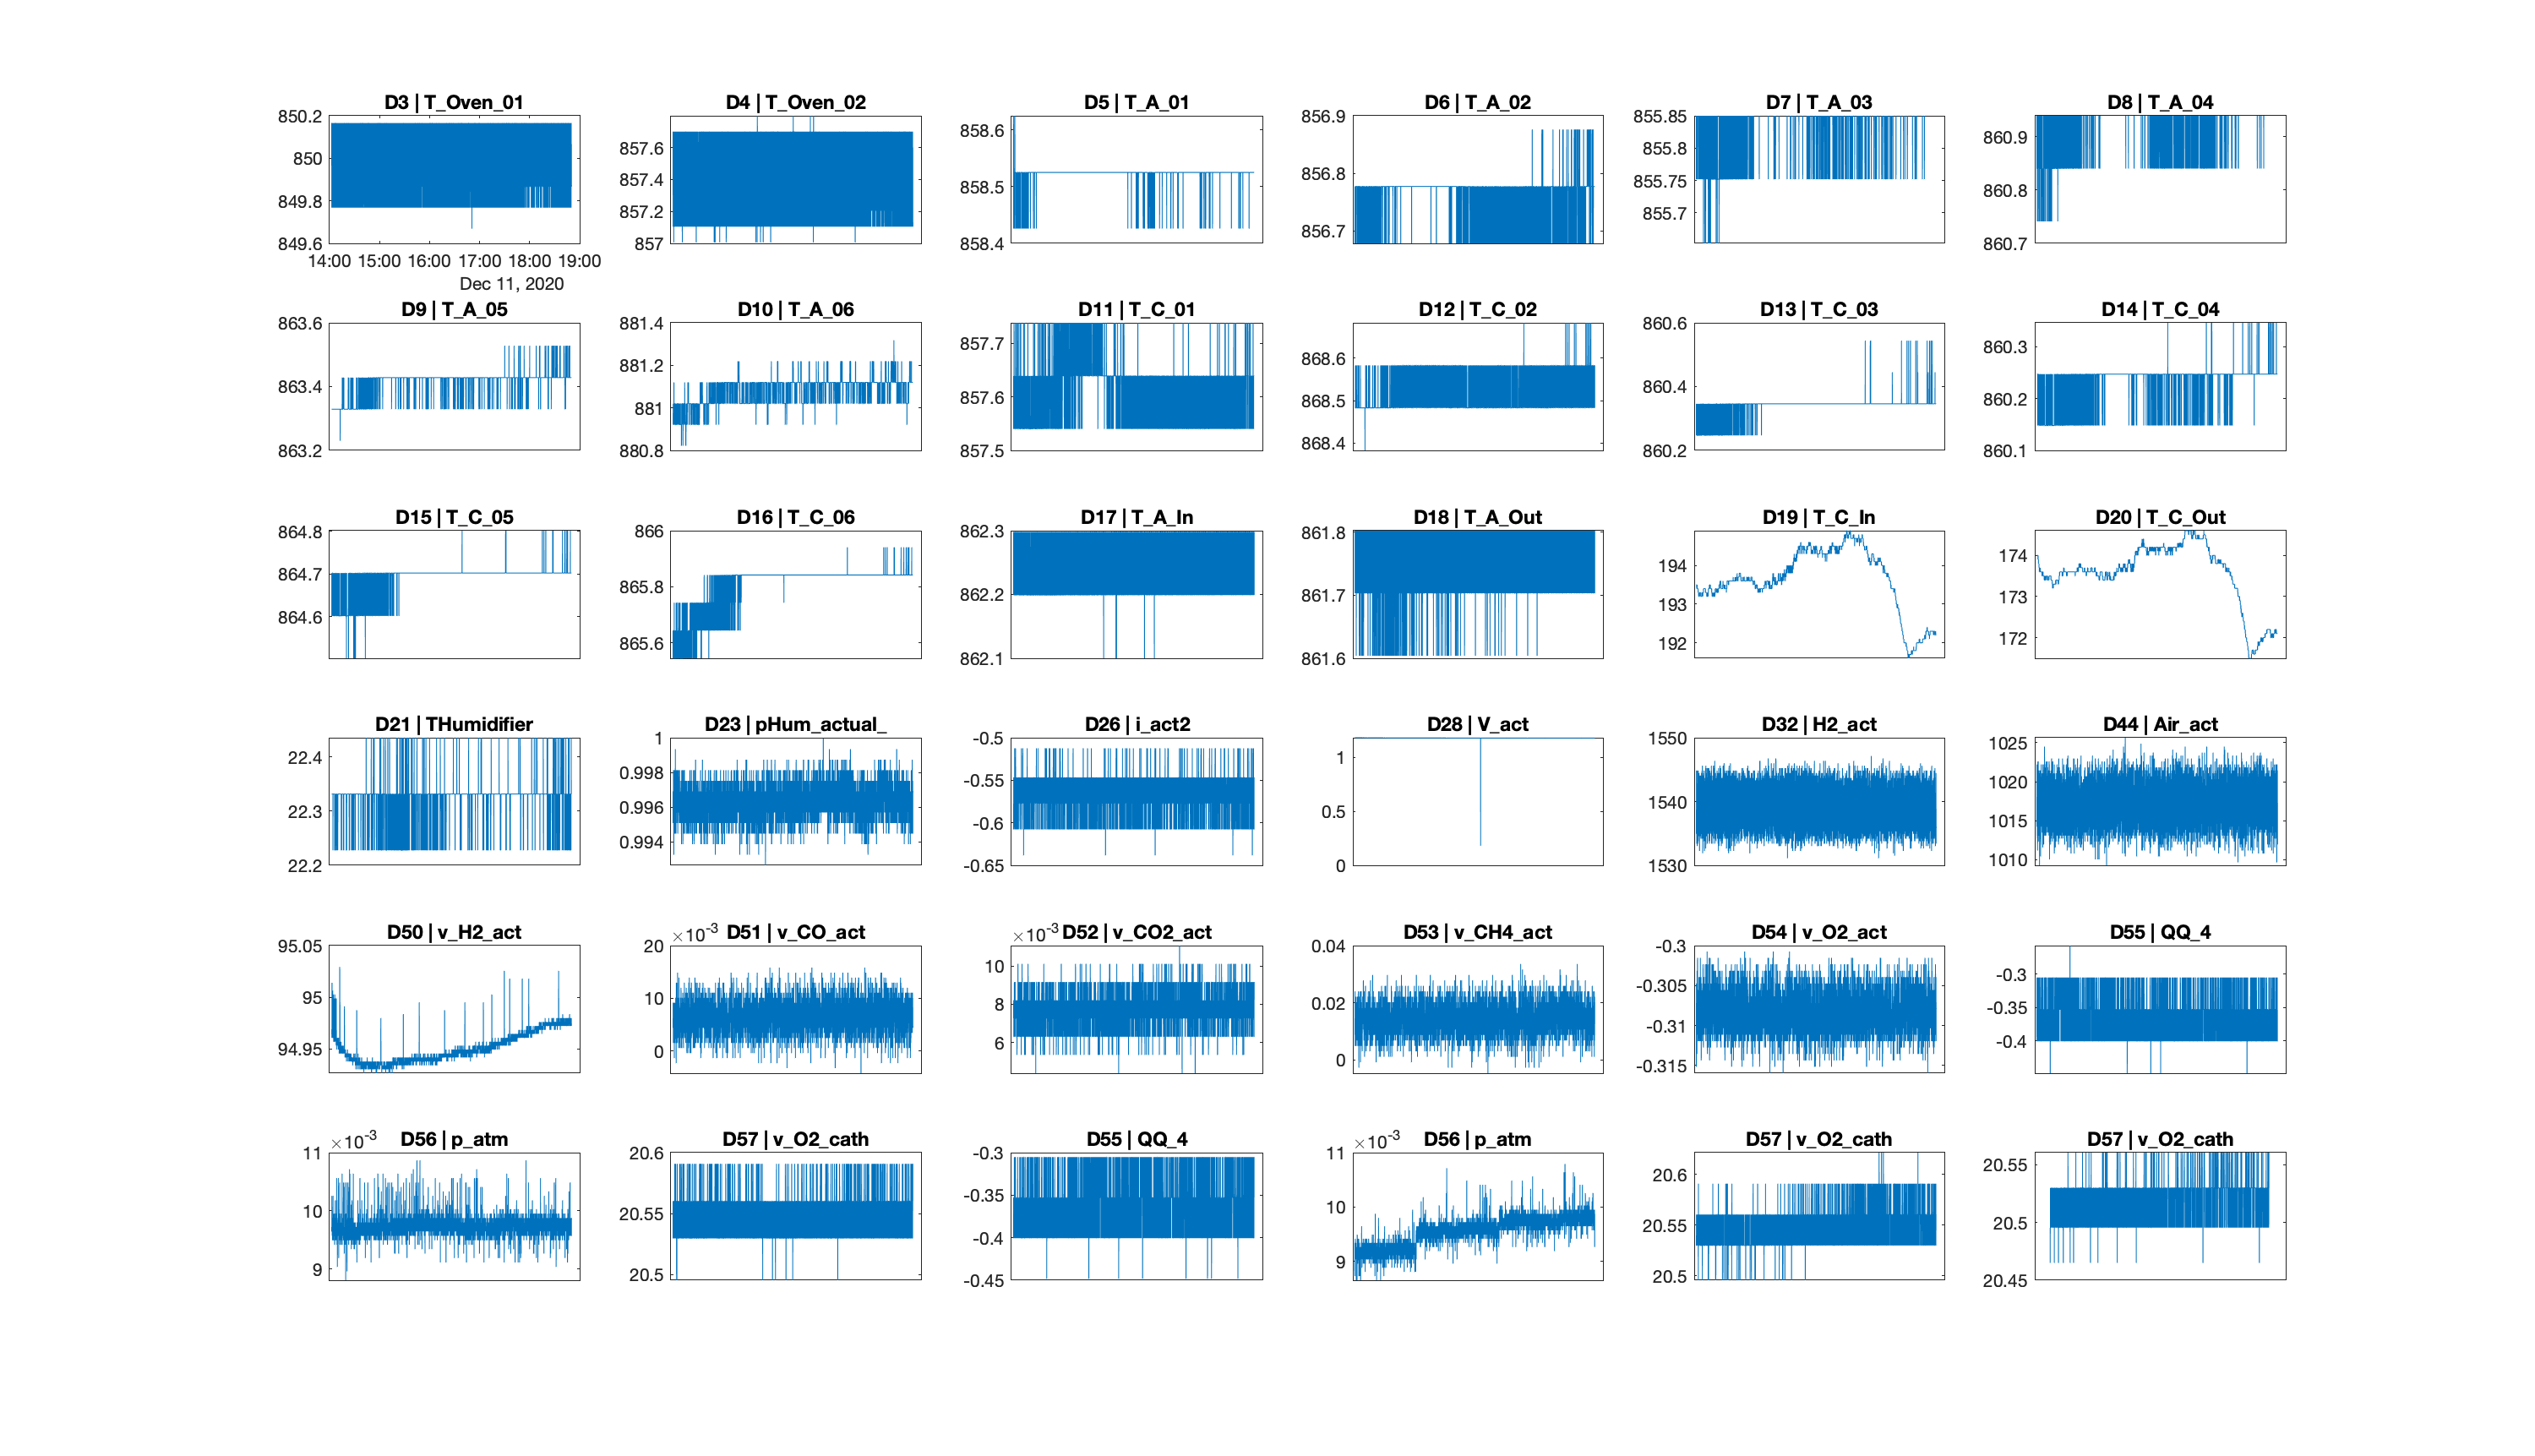 D3 | T_Oven_01 D4 | T_Oven_02 D5 | T_A_01 D6 | T_A_02 D7 | T_A_03 D8 | T_A_04
850.2 850 849.8 849.6
857.6 857.4 857.2 857
858.6 858.5 858.4
856.9 856.8 856.7
855.85 855.8 855.75 855.7
860.9 860.8 860.7
14:00 15:00 16:00 17:00 18:00 19:00
Dec 11, 2020
D9 | T_A_05 D10 | T_A_06 D11 | T_C_01 D12 | T_C_02 D13 | T_C_03 D14 | T_C_04
863.6 863.4 863.2
881.4 881.2 881 880.8
857.7 857.6 857.5
868.6 868.5 868.4
860.6 860.4 860.2
860.3 860.2 860.1
D15 | T_C_05 D16 | T_C_06 D17 | T_A_In D18 | T_A_Out D19 | T_C_In D20 | T_C_Out
864.8 864.7 864.6
866 865.8 865.6
862.3 862.2 862.1
861.8 861.7 861.6
194 193 192
174 173 172
D21 | THumidifier D23 | pHum_actual_ D26 | i_act2 D28 | V_act D32 | H2_act D44 | Air_act
22.4 22.3 22.2
1 0.998 0.996 0.994
-0.5 -0.55 -0.6 -0.65
1 0.5 0
1550 1540 1530
1025 1020 1015 1010
D50 | v_H2_act D51 | v_CO_act D52 | v_CO2_act D53 | v_CH4_act D54 | v_O2_act D55 | QQ_4
95.05 95 94.95
×10-3 20 10 0
×10-3 10 8 6
0.04 0.02 0
-0.3 -0.305 -0.31 -0.315
-0.3 -0.35 -0.4
D56 | p_atm D57 | v_O2_cath D55 | QQ_4 D56 | p_atm D57 | v_O2_cath D57 | v_O2_cath
×10-3 11 10 9
20.6 20.55 20.5
-0.3 -0.35 -0.4 -0.45
×10-3 11 10 9
20.6 20.55 20.5
20.55 20.5 20.45